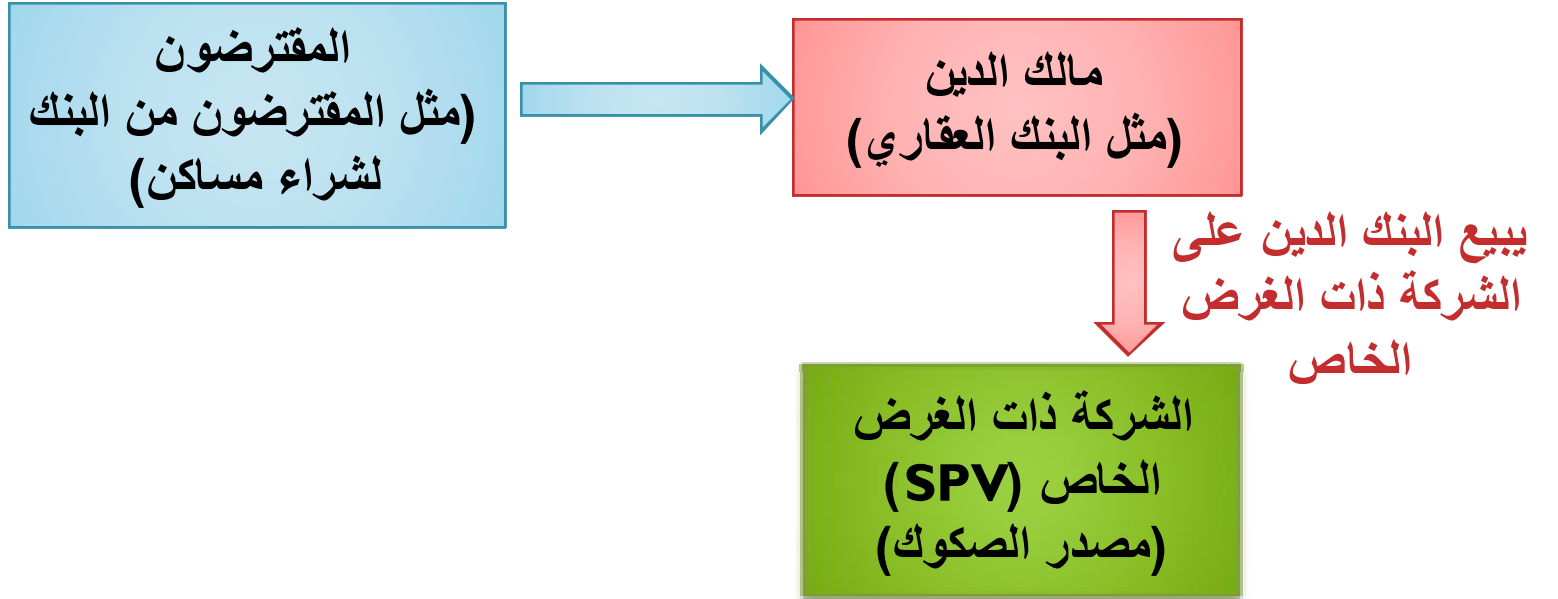 المقترضون
(مثل المقترضون من البنك
لشراء مساكن)
مالك الدين
(مثل البنك العقاري)
يبيع البنك الدين على
الشركة ذات الغرض
الخاص
الشركة ذات الغرض
الخاص (SPV)
(مصدر الصكوك)